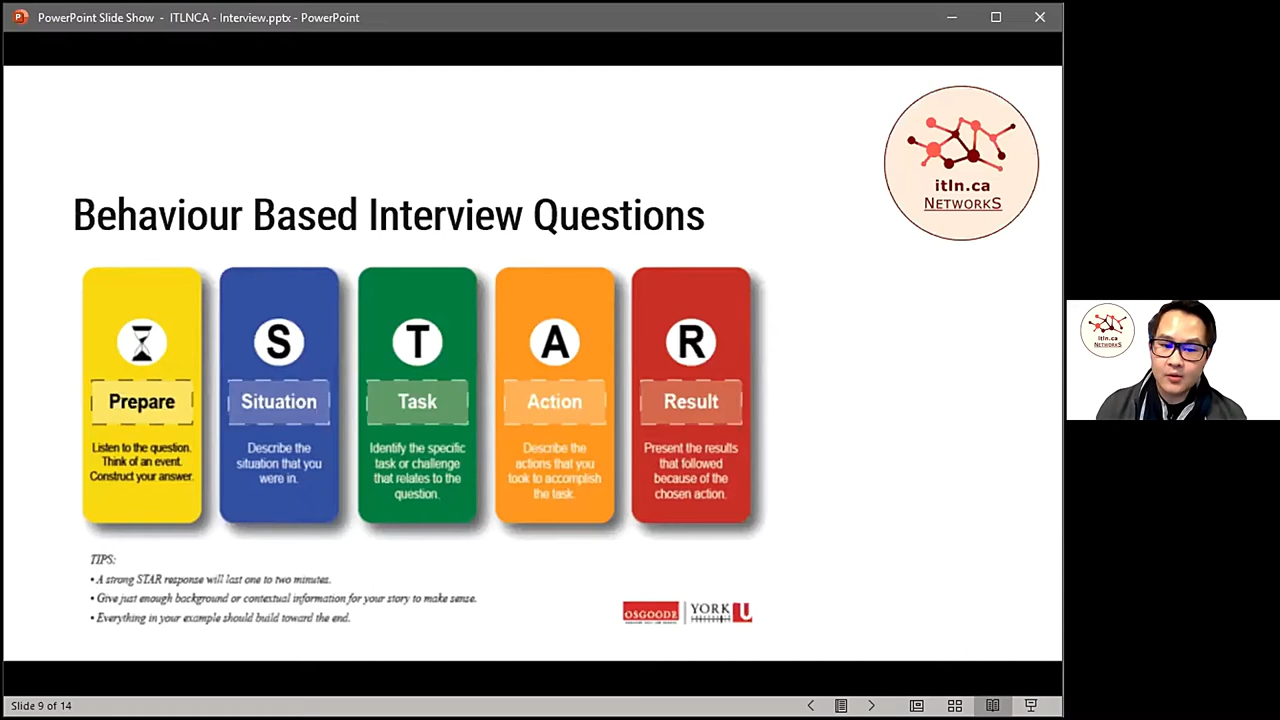 PowerPoint Slide Show - ITLNCA - Interview.pptx - PowerPoint
itln.ca
NETWORKS
Behaviour Based Interview Questions
S
T
A
R
Prepare
Situation
Task
Action
Result
Listen to the question.
Think of an event.
Construct your answer.
Describe the
situation that you
were in.
Identify the specific
task or challenge
that relates to the
question.
Describe the
actions that you
took to accomplish
the task.
Present the results
that followed
because of the
chosen action.
TIPS:
• A strong STAR response will last one to two minutes.
• Give just enough background or contextual information for your story to make sense.
• Everything in your example should build toward the end.
OSGOODE
YORK U
itln.ca
NETWORKS
Slide 9 of 14